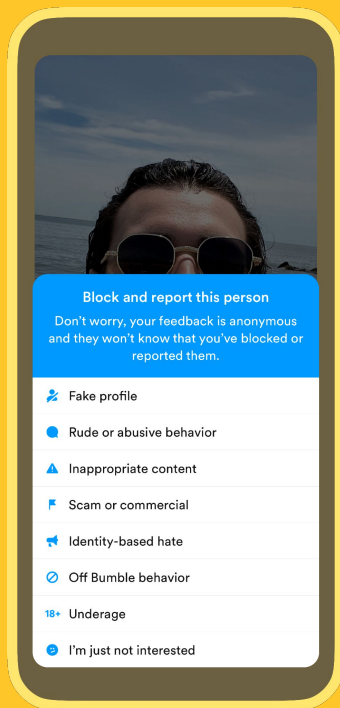 Block and report this person
Don't worry, your feedback is anonymous
and they won't know that you've blocked or
reported them.
Fake profile
Rude or abusive behavior
Inappropriate content
Scam or commercial
Identity-based hate
Off Bumble behavior
18+ Underage
I'm just not interested